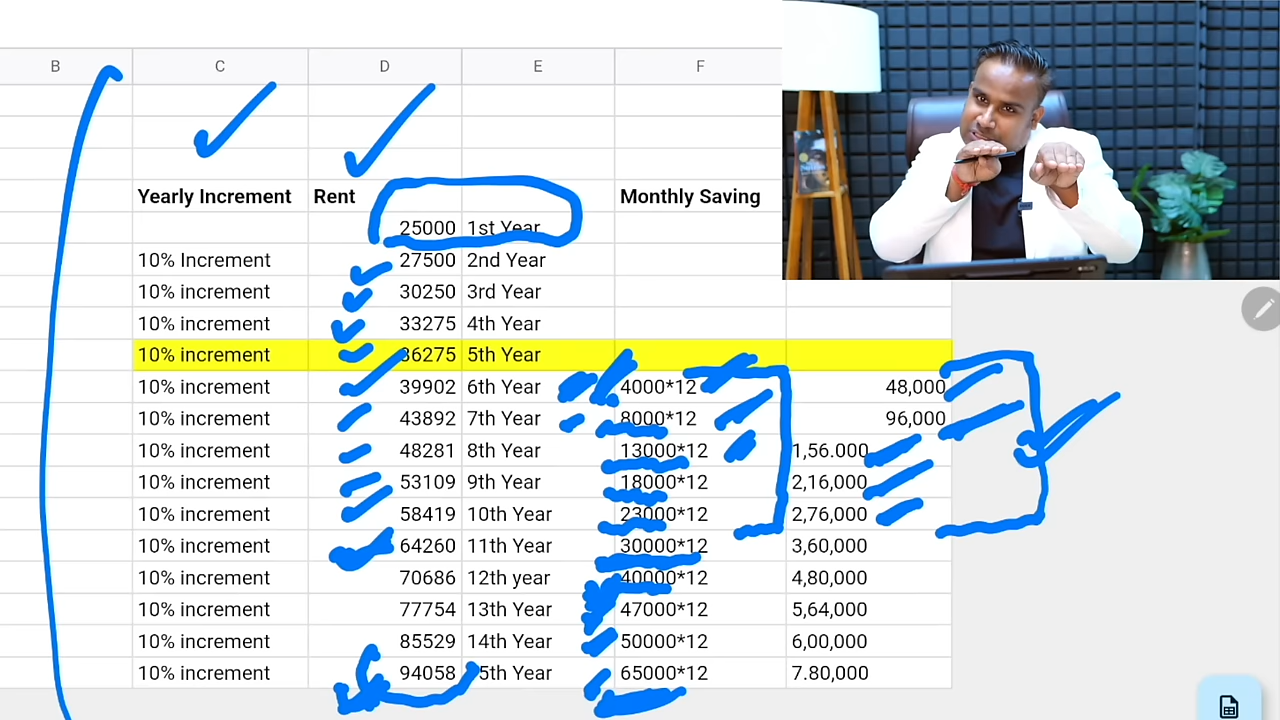 B C D E F
Yearly Increment Rent Monthly Saving
25000 1st Year
10% Increment 27500 2nd Year
10% increment 30250 3rd Year
10% increment 33275 4th Year
10% increment 36275 5th Year
10% increment 39902 6th Year 4000*12 48,000
10% increment 43892 7th Year 8000*12 96,000
10% increment 48281 8th Year 13000*12 1,56.000
10% increment 53109 9th Year 18000*12 2,16,000
10% increment 58419 10th Year 23000*12 2,76,000
10% increment 64260 11th Year 30000*12 3,60,000
10% increment 70686 12th year 40000*12 4,80,000
10% increment 77754 13th Year 47000*12 5,64,000
10% increment 85529 14th Year 50000*12 6,00,000
10% increment 94058 15th Year 65000*12 7.80,000